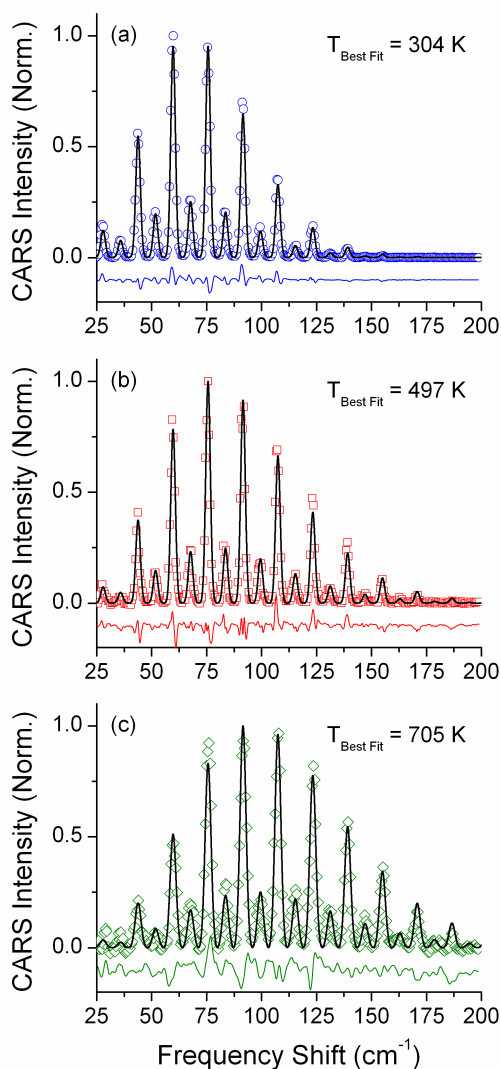 (a)
T_Best Fit = 304 K
CARS Intensity (Norm.)
1.0
0.5
0.0
25 50 75 100 125 150 175 200
(b)
T_Best Fit = 497 K
CARS Intensity (Norm.)
1.0
0.5
0.0
25 50 75 100 125 150 175 200
(c)
T_Best Fit = 705 K
CARS Intensity (Norm.)
1.0
0.5
0.0
25 50 75 100 125 150 175 200
Frequency Shift (cm⁻¹)